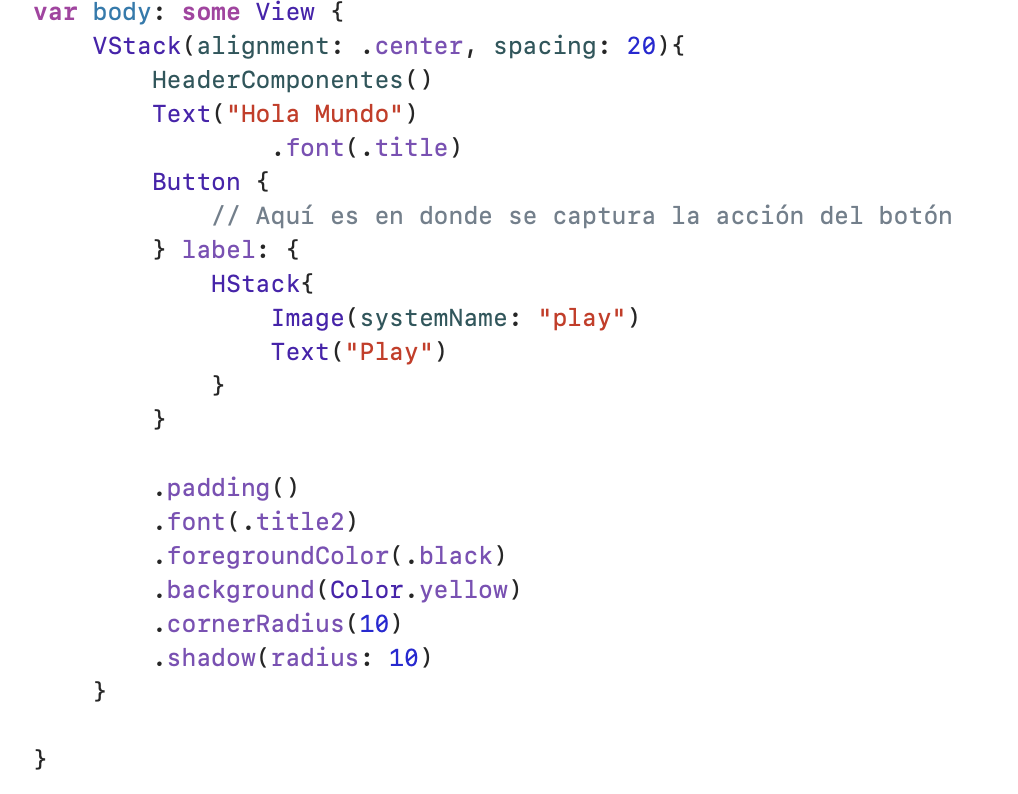 var body: some View {
    VStack(alignment: .center, spacing: 20){
        HeaderComponentes()
        Text("Hola Mundo")
                .font(.title)
        Button {
            // Aquí es en donde se captura la acción del botón
        } label: {
            HStack{
                Image(systemName: "play")
                Text("Play")
            }
        }

        .padding()
        .font(.title2)
        .foregroundColor(.black)
        .background(Color.yellow)
        .cornerRadius(10)
        .shadow(radius: 10)
    }

}